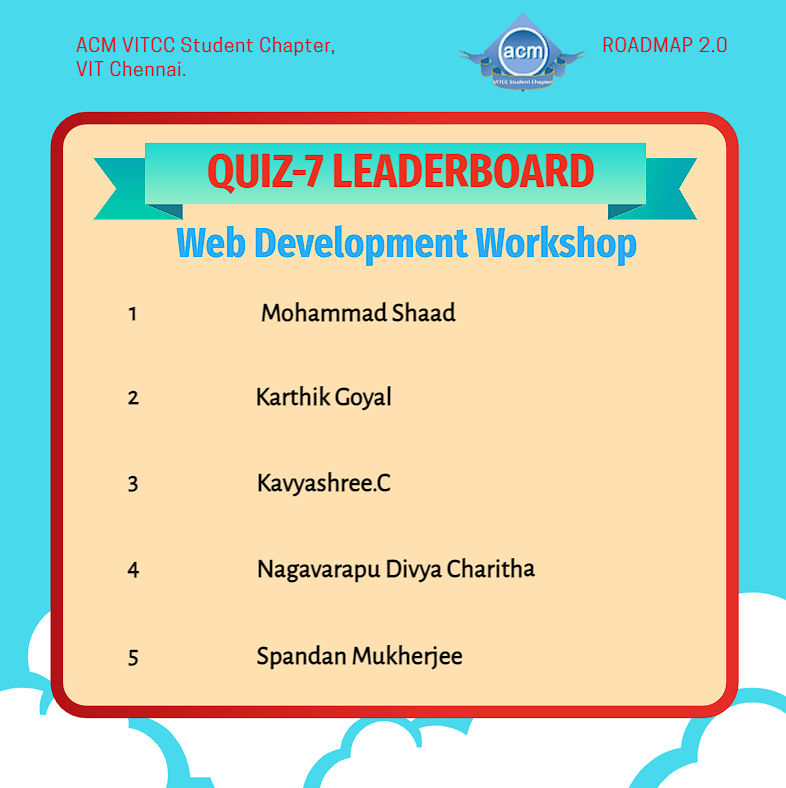 ACM VITCC Student Chapter,
VIT Chennai.
acm
VITCC Student Chapter
ROADMAP 2.0
QUIZ-7 LEADERBOARD
Web Development Workshop
1 Mohammad Shaad
2 Karthik Goyal
3 Kavyashree.C
4 Nagavarapu Divya Charitha
5 Spandan Mukherjee